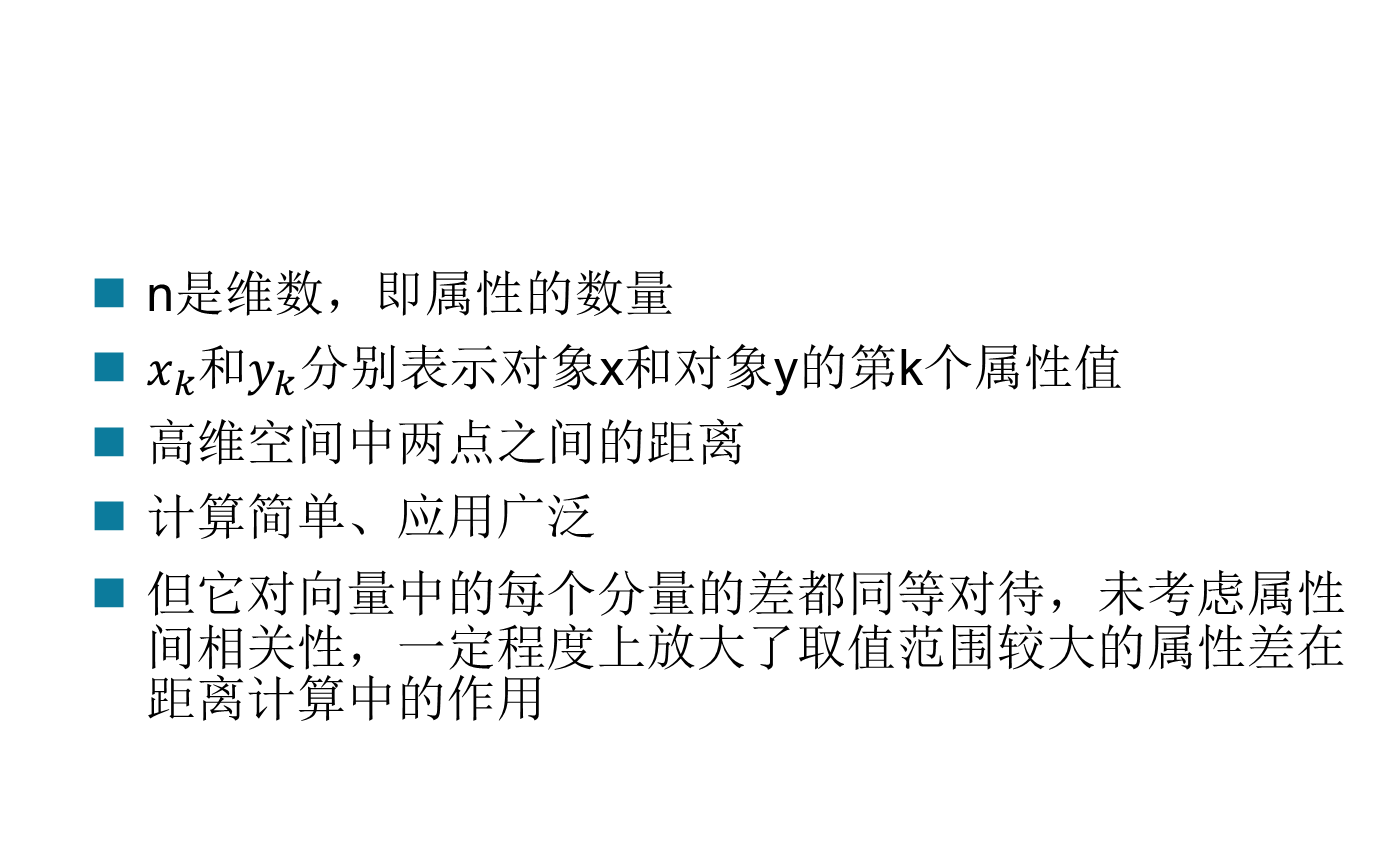 n是维数，即属性的数量
xₖ和yₖ分别表示对象x和对象y的第k个属性值
高维空间中两点之间的距离
计算简单、应用广泛
但它对向量中的每个分量的差都同等对待，未考虑属性
间相关性，一定程度上放大了取值范围较大的属性差在
距离计算中的作用